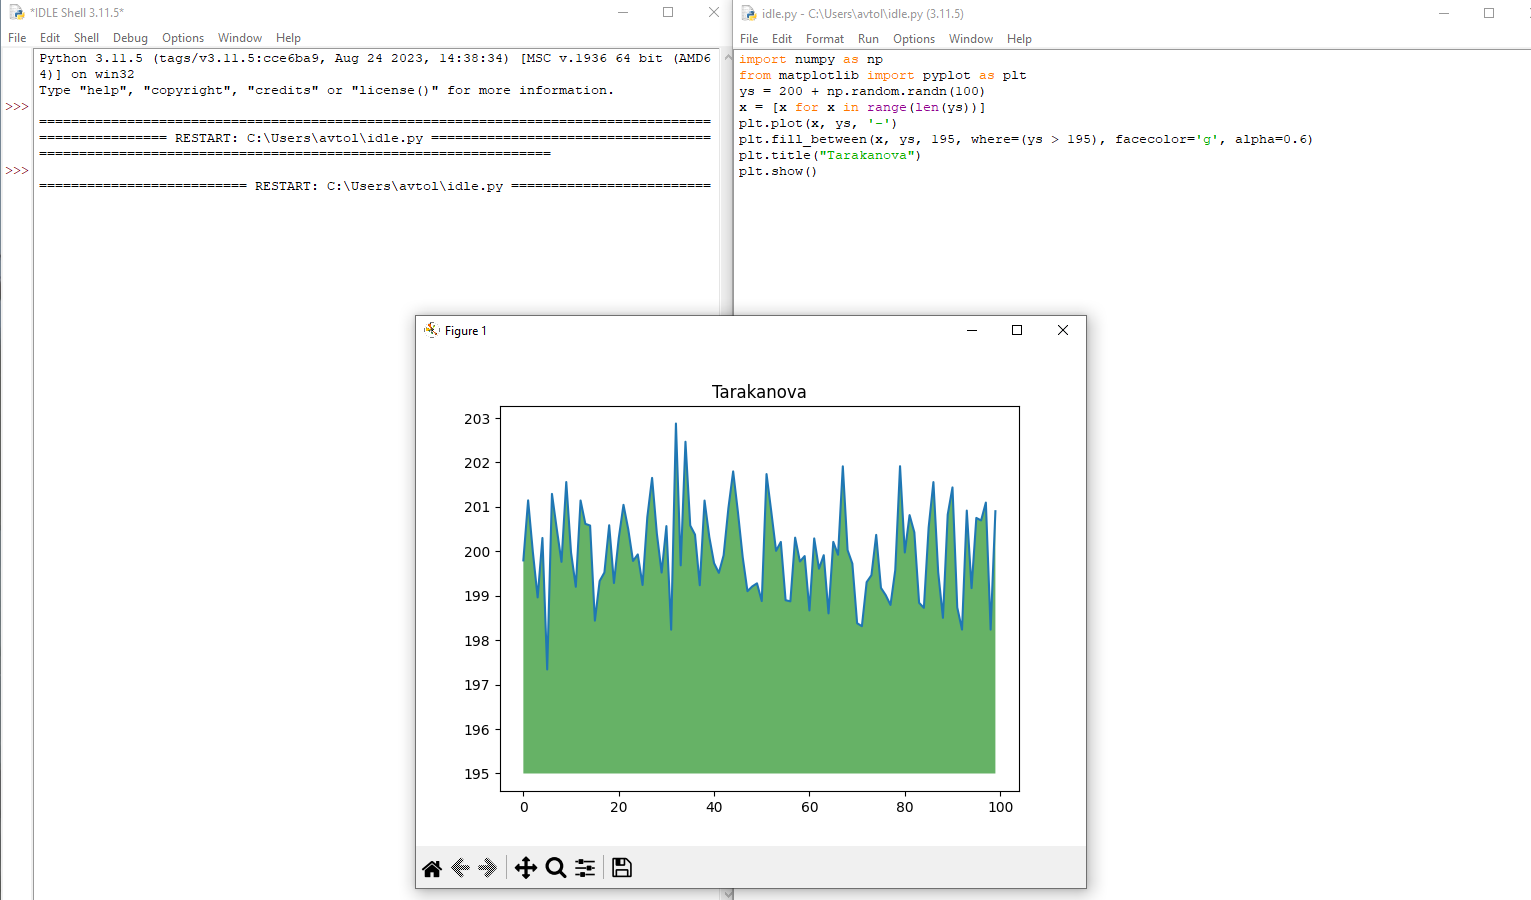 *IDLE Shell 3.11.5*
File Edit Shell Debug Options Window Help
Python 3.11.5 (tags/v3.11.5:cce6ba9, Aug 24 2023, 14:38:34) [MSC v.1936 64 bit (AMD6
4)] on win32
Type "help", "copyright", "credits" or "license()" for more information.
>>>
====================================================================================
================ RESTART: C:\Users\avtol\idle.py ===================================
================================================================
>>>
========================== RESTART: C:\Users\avtol\idle.py =========================
idle.py - C:\Users\avtol\idle.py (3.11.5)
File Edit Format Run Options Window Help
import numpy as np
from matplotlib import pyplot as plt
ys = 200 + np.random.randn(100)
x = [x for x in range(len(ys))]
plt.plot(x, ys, '-')
plt.fill_between(x, ys, 195, where=(ys > 195), facecolor='g', alpha=0.6)
plt.title("Tarakanova")
plt.show()
Figure 1
Tarakanova
203
202
201
200
199
198
197
196
195
0 20 40 60 80 100